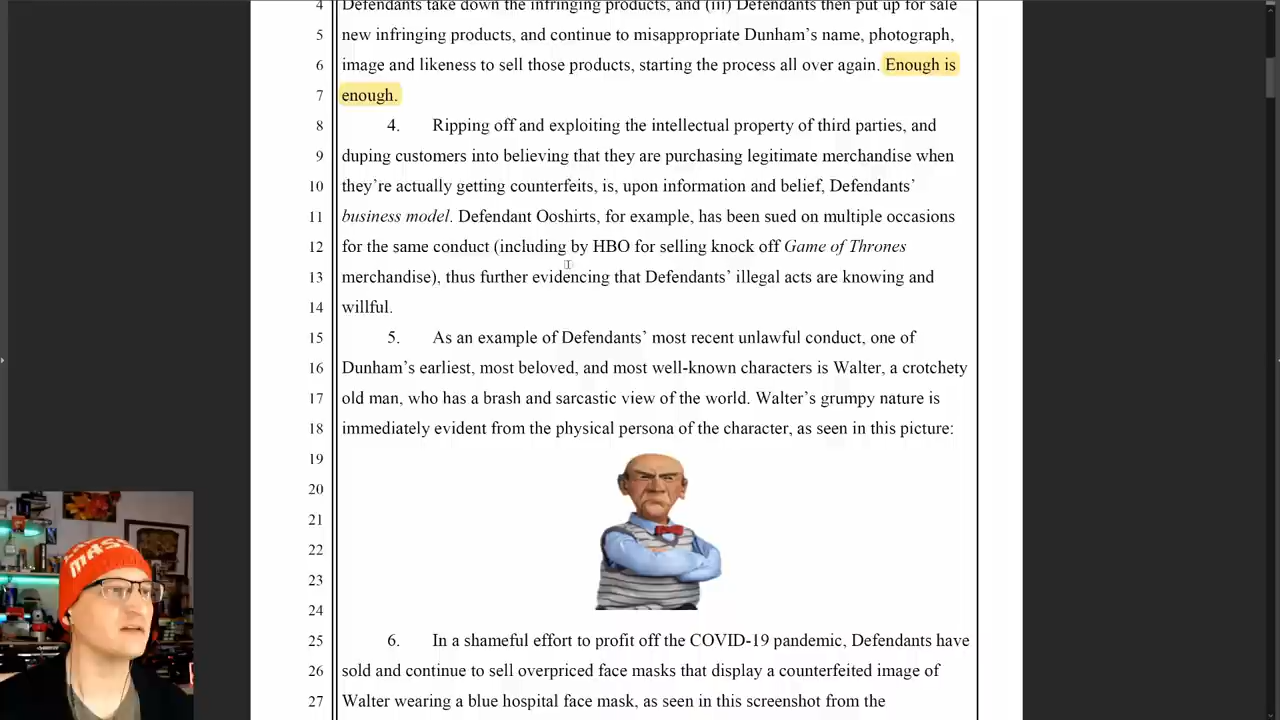 4 Defendants take down the infringing products, and (iii) Defendants then put up for sale
5 new infringing products, and continue to misappropriate Dunham’s name, photograph,
6 image and likeness to sell those products, starting the process all over again. Enough is
7 enough.
8 4. Ripping off and exploiting the intellectual property of third parties, and
9 duping customers into believing that they are purchasing legitimate merchandise when
10 they’re actually getting counterfeits, is, upon information and belief, Defendants’
11 business model. Defendant Ooshirts, for example, has been sued on multiple occasions
12 for the same conduct (including by HBO for selling knock off Game of Thrones
13 merchandise), thus further evidencing that Defendants’ illegal acts are knowing and
14 willful.
15 5. As an example of Defendants’ most recent unlawful conduct, one of
16 Dunham’s earliest, most beloved, and most well-known characters is Walter, a crotchety
17 old man, who has a brash and sarcastic view of the world. Walter’s grumpy nature is
18 immediately evident from the physical persona of the character, as seen in this picture:
19
20
21
22
23
24
25 6. In a shameful effort to profit off the COVID-19 pandemic, Defendants have
26 sold and continue to sell overpriced face masks that display a counterfeited image of
27 Walter wearing a blue hospital face mask, as seen in this screenshot from the